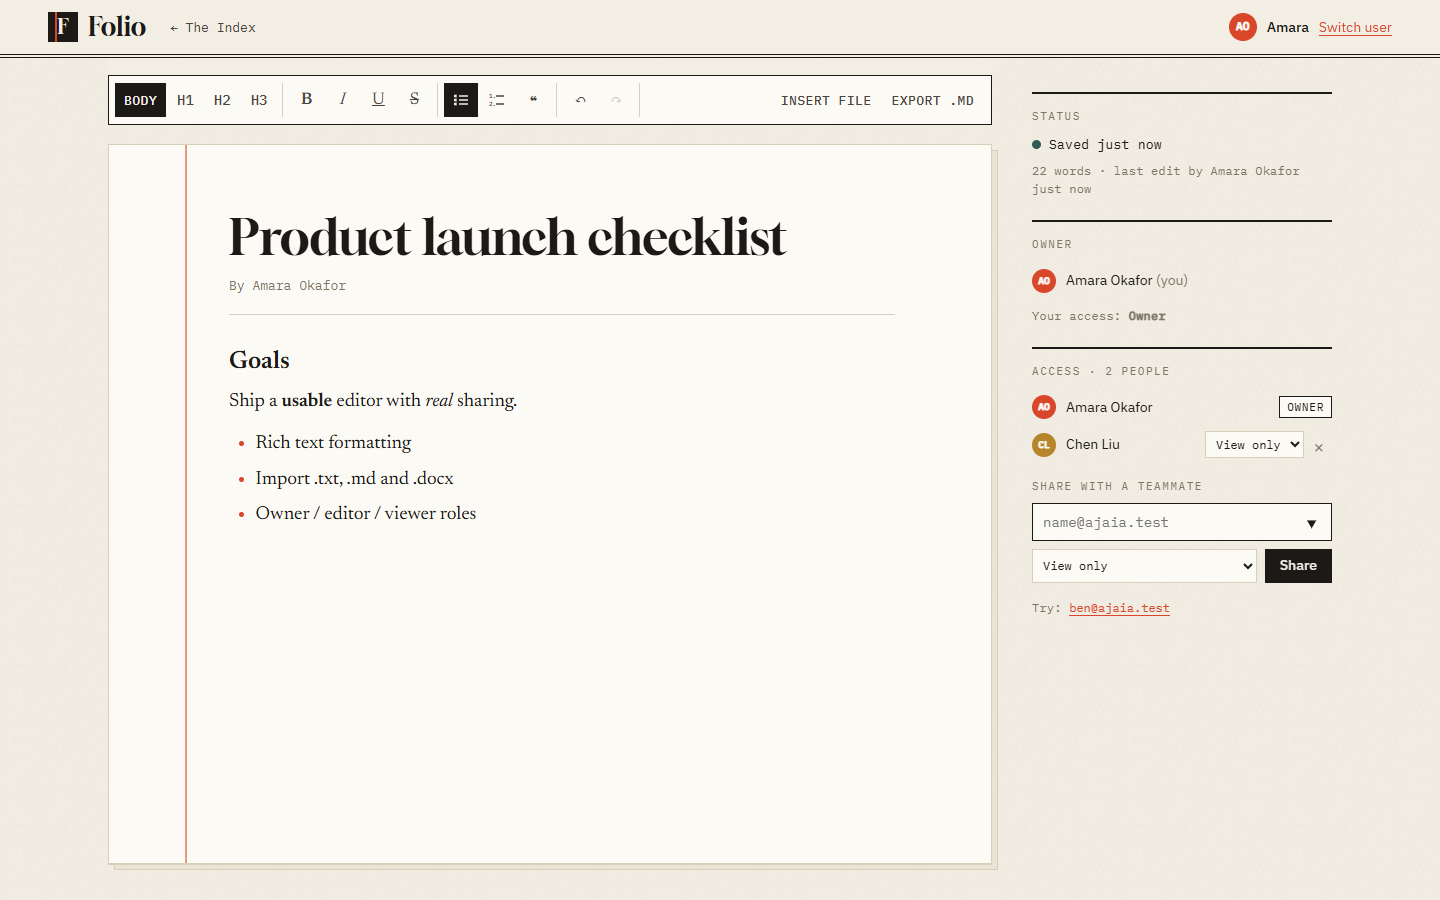 F Folio ← The Index
AO Amara Switch user
BODY H1 H2 H3 B I U S 1. 2. ❝ INSERT FILE EXPORT .MD
Product launch checklist
By Amara Okafor
Goals
Ship a usable editor with real sharing.
• Rich text formatting
• Import .txt, .md and .docx
• Owner / editor / viewer roles
STATUS
Saved just now
22 words · last edit by Amara Okafor
just now
OWNER
AO Amara Okafor (you)
Your access: Owner
ACCESS · 2 PEOPLE
AO Amara Okafor OWNER
CL Chen Liu View only ×
SHARE WITH A TEAMMATE
name@ajaia.test
View only Share
Try: ben@ajaia.test